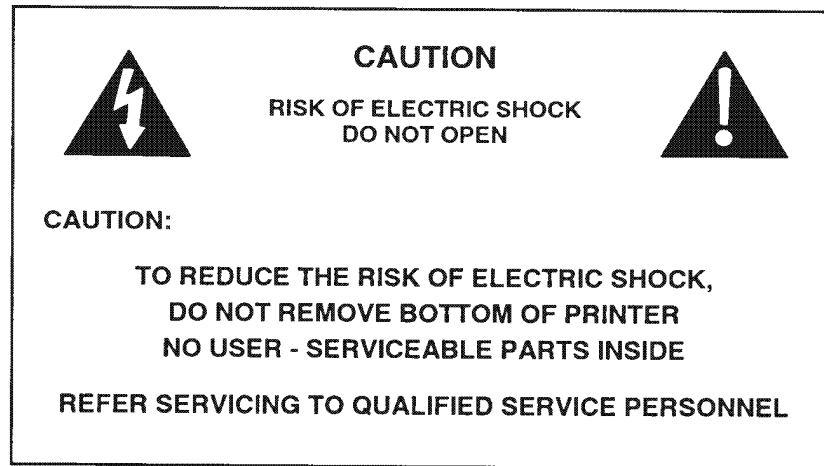 CAUTION
RISK OF ELECTRIC SHOCK
DO NOT OPEN
CAUTION:
TO REDUCE THE RISK OF ELECTRIC SHOCK,
DO NOT REMOVE BOTTOM OF PRINTER
NO USER - SERVICEABLE PARTS INSIDE
REFER SERVICING TO QUALIFIED SERVICE PERSONNEL